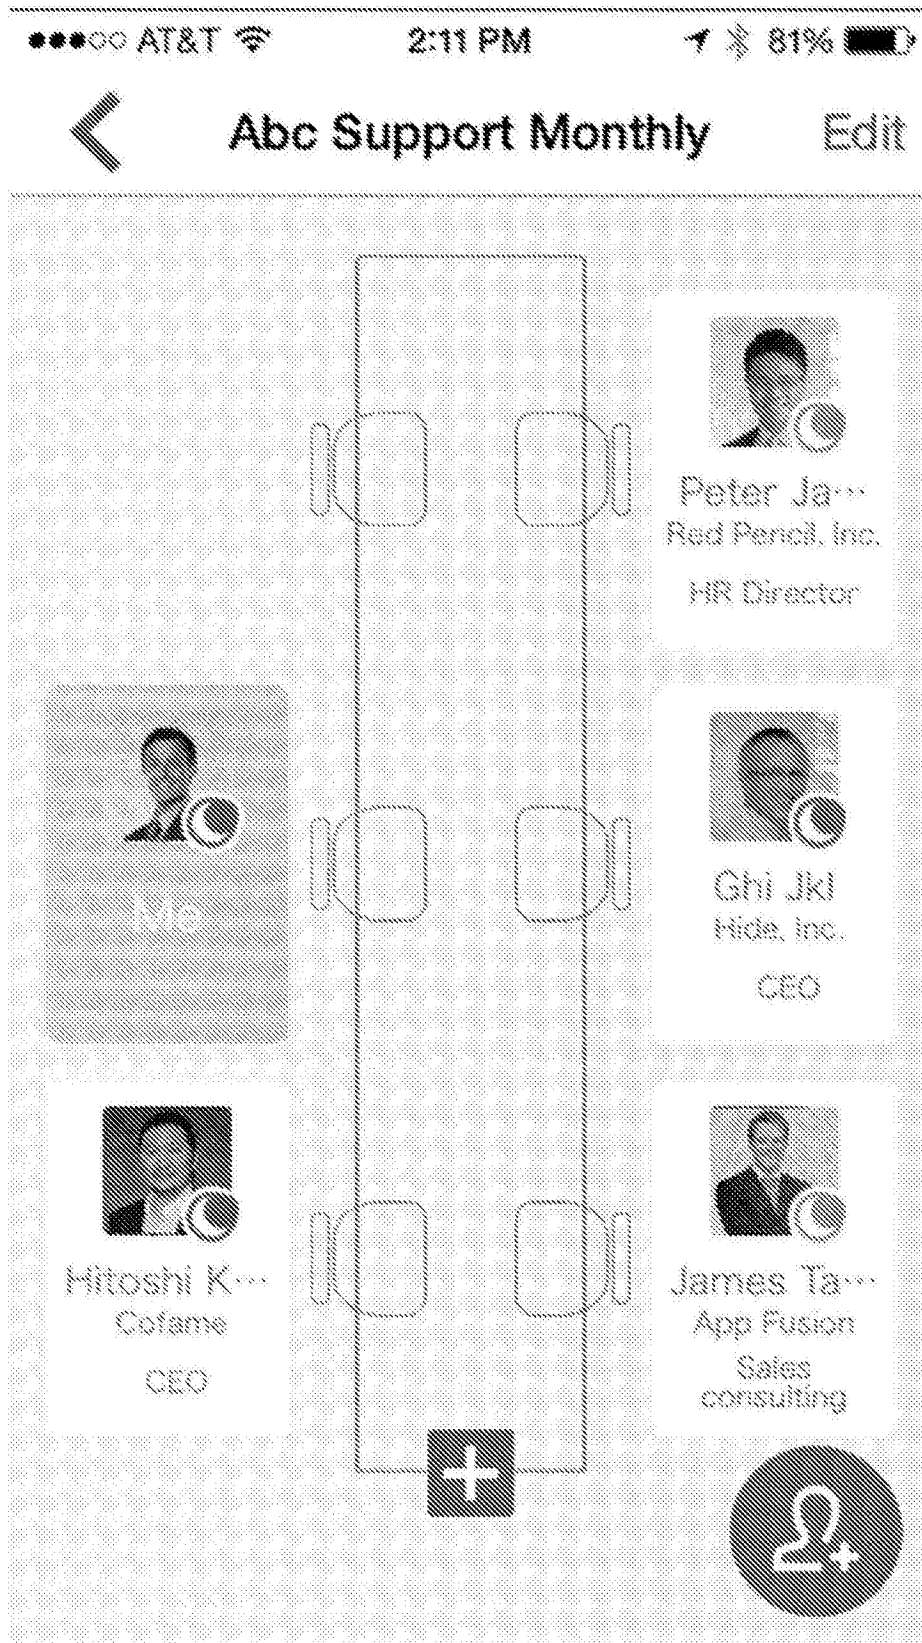 AT&T 2:11 PM 81%
Abc Support Monthly Edit
Peter Ja···
Red Pencil, Inc.
HR Director
Me
Ghi Jkl
Hide, Inc.
CEO
Hitoshi K···
Cofame
CEO
James Ta···
App Fusion
Sales
consulting